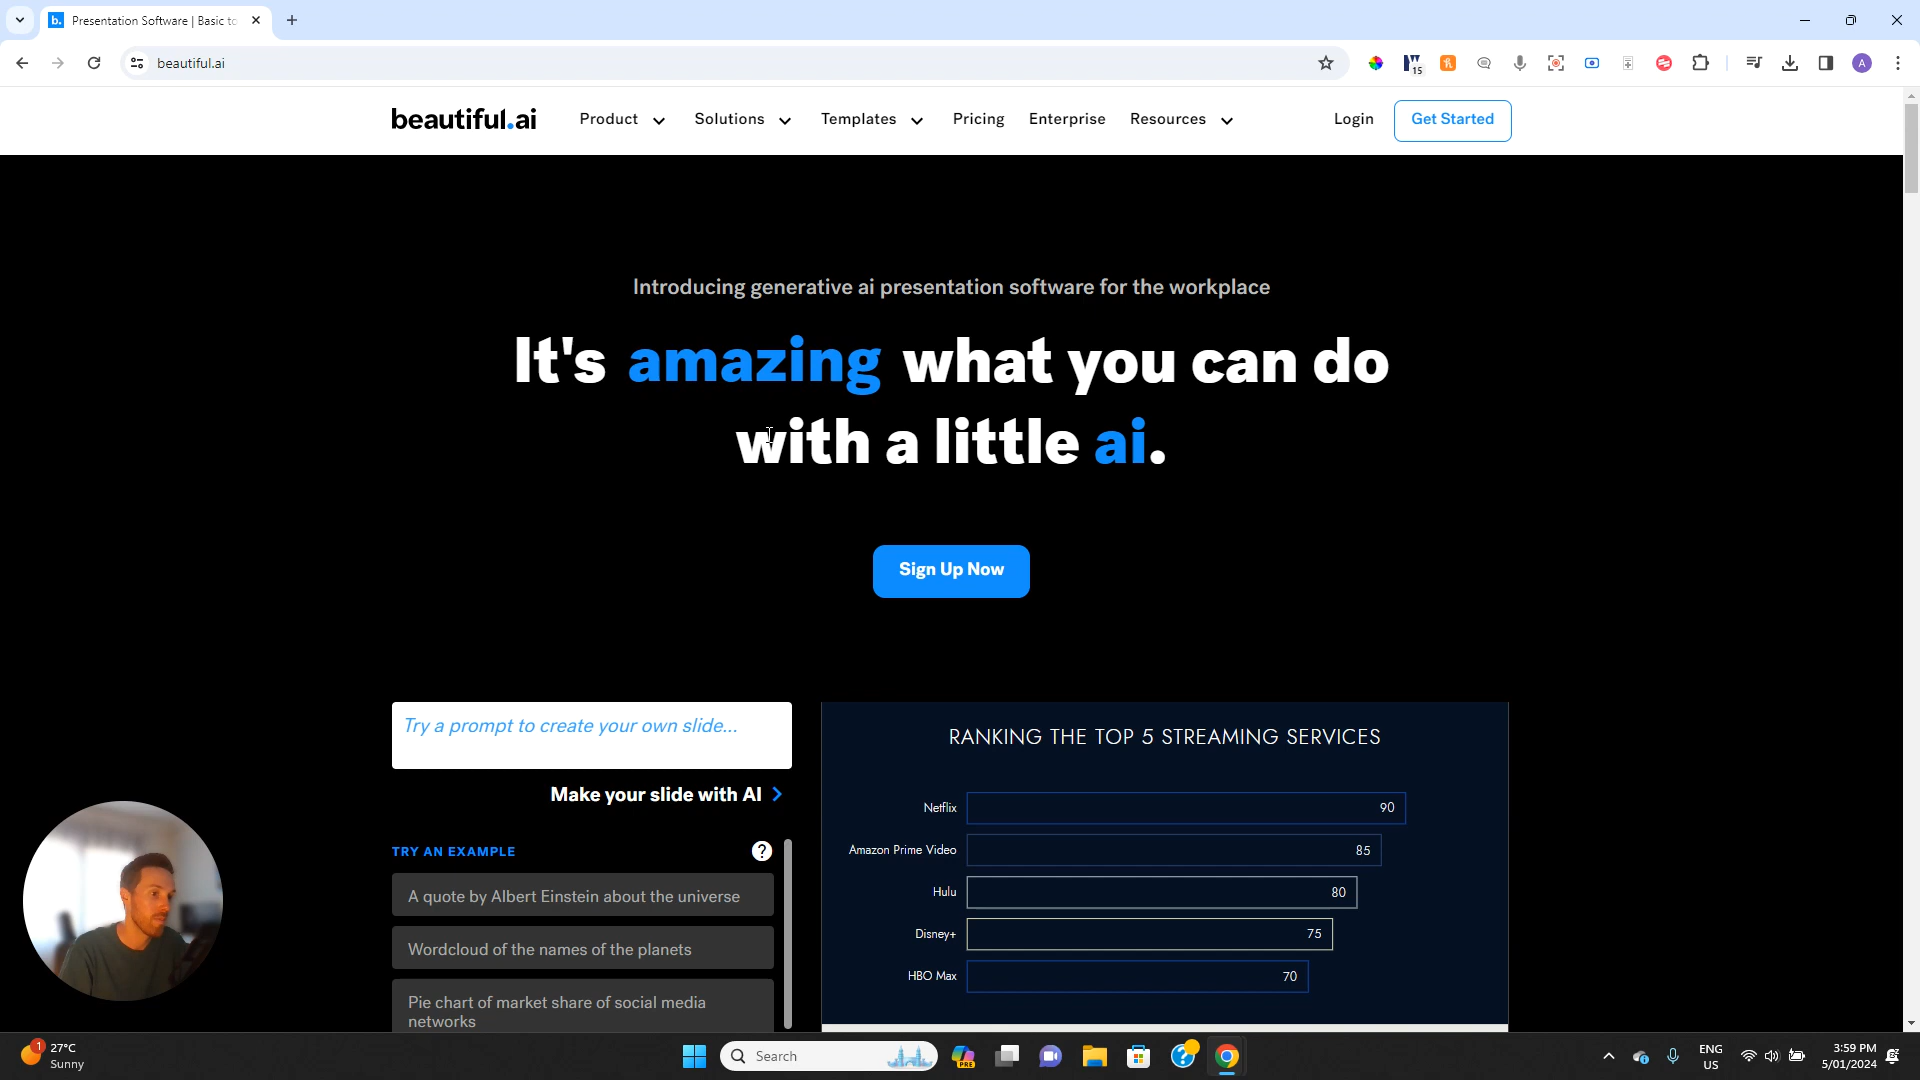 b. Presentation Software | Basic to
beautiful.ai
15
A
beautiful.ai
Product
Solutions
Templates
Pricing
Enterprise
Resources
Login
Get Started
Introducing generative ai presentation software for the workplace
It's amazing what you can do
with a little ai.
Sign Up Now
Try a prompt to create your own slide...
Make your slide with AI
TRY AN EXAMPLE
?
A quote by Albert Einstein about the universe
Wordcloud of the names of the planets
Pie chart of market share of social media
networks
RANKING THE TOP 5 STREAMING SERVICES
Netflix 90
Amazon Prime Video 85
Hulu 80
Disney+ 75
HBO Max 70
1
27°C
Sunny
Search
PRE
ENG
US
3:59 PM
5/01/2024